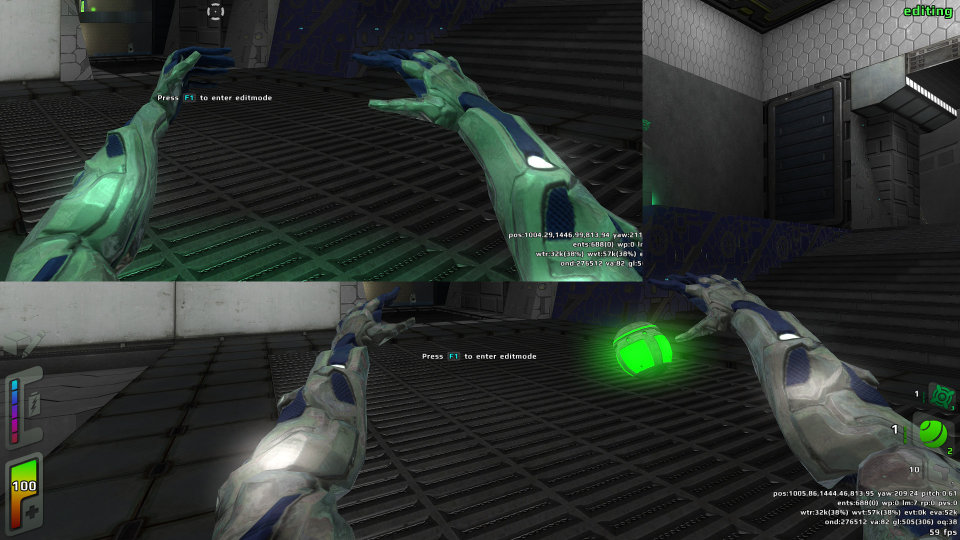 editing
Press F1 to enter editmode
pos:1004.29,1446.99,813.94 yaw:211
ents:688(0) wp:0 lr
wtr:32k(38%) wvt:57k(38%) e
ond:276512 va:82 gl:50
Press F1 to enter editmode
1
1
2
100
10
pos:1005.86,1444.46,813.95 yaw 209.24 pitch:0.61
ents:688(0) wp:0 lm:7 rp:0 pvs:0
wtr:32k(38%) wvt:57k(38%) evt:0k eva:52k
ond:276512 va:82 gl:505(306) oq:38
59 fps